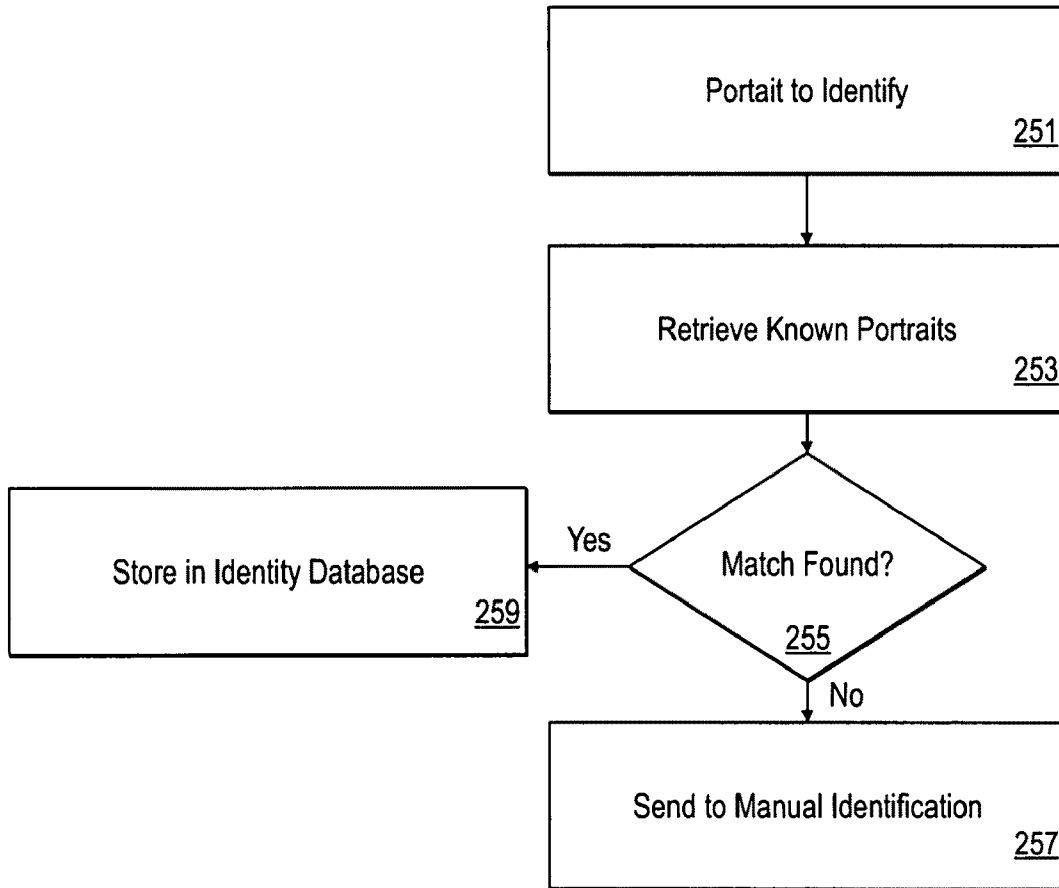 Portait to Identify
251
Retrieve Known Portraits
253
Match Found?
255
Yes
Store in Identity Database
259
No
Send to Manual Identification
257